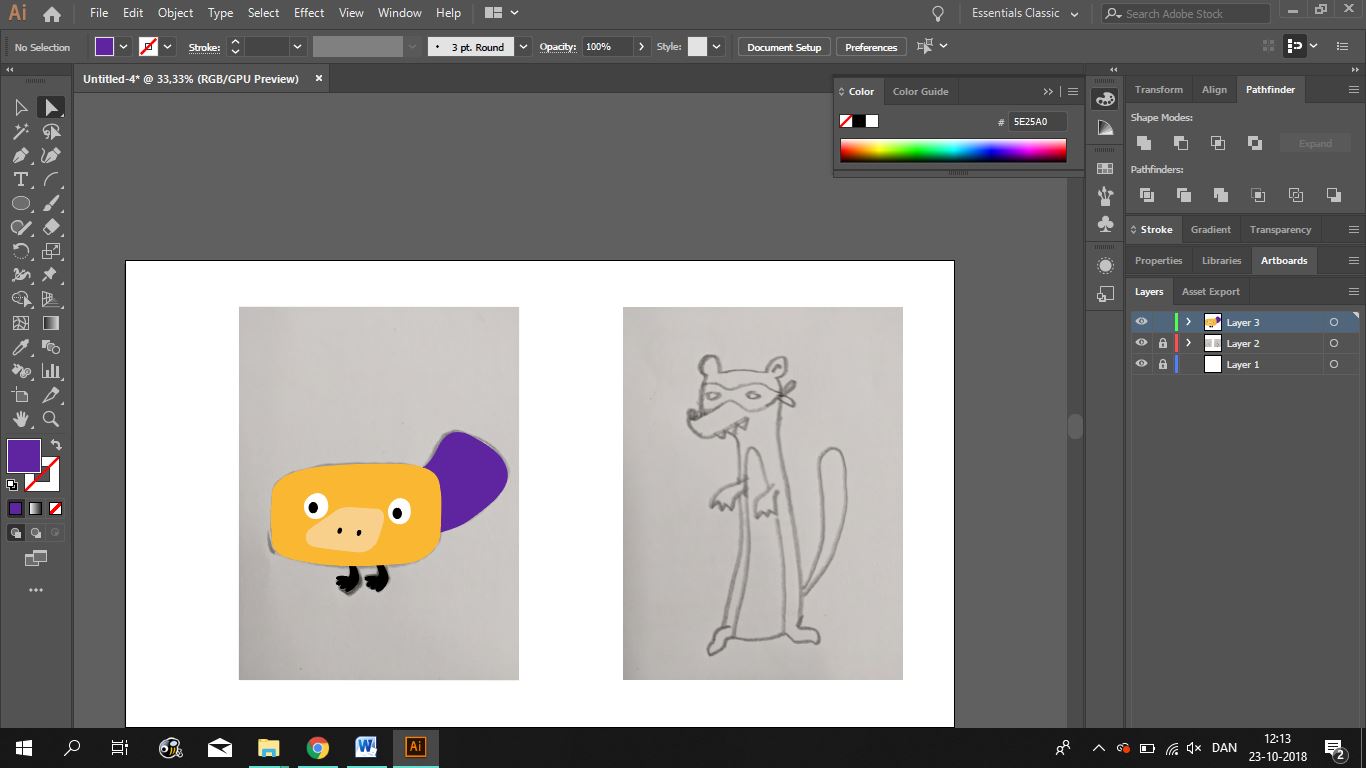 Ai File Edit Object Type Select Effect View Window Help Essentials Classic Search Adobe Stock
No Selection Stroke: 3 pt. Round Opacity: 100% Style: Document Setup Preferences
Untitled-4* @ 33,33% (RGB/GPU Preview)
Color Color Guide
# 5E25A0
Transform Align Pathfinder
Shape Modes:
Expand
Pathfinders:
Stroke Gradient Transparency
Properties Libraries Artboards
Layers Asset Export
Layer 3
Layer 2
Layer 1
W Ai
DAN
12:13
23-10-2018
2